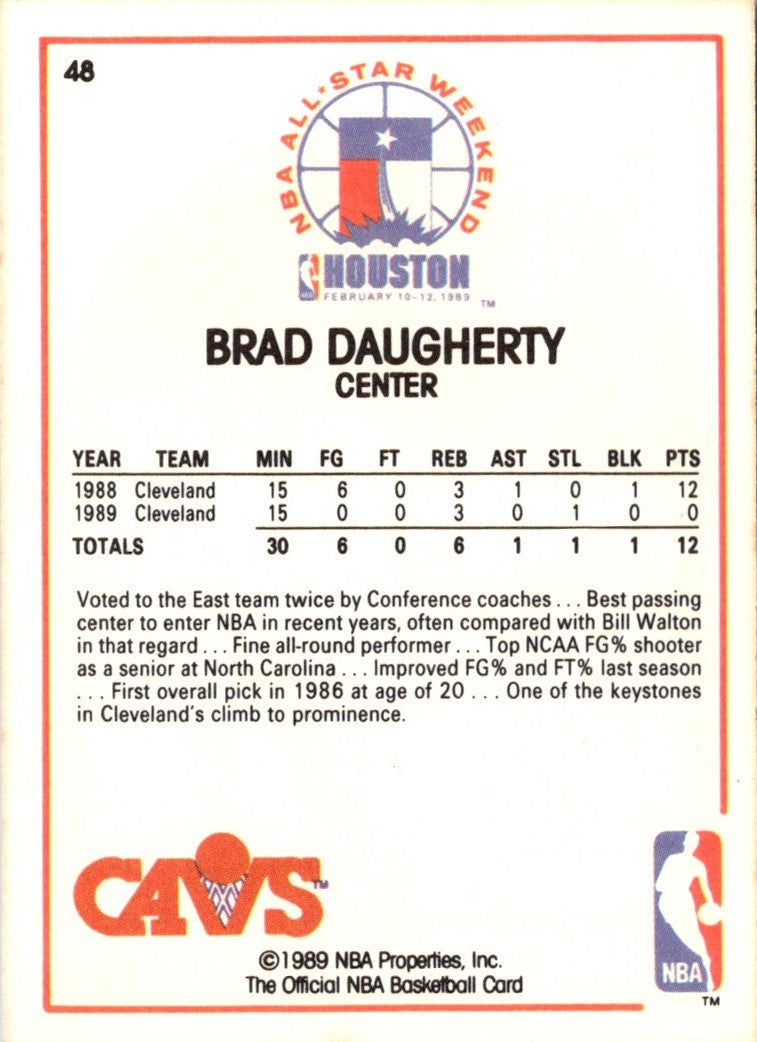 48
NBA ALL★STAR WEEKEND
NBA HOUSTON
FEBRUARY 10-12, 1989 TM
BRAD DAUGHERTY
CENTER
YEAR TEAM MIN FG FT REB AST STL BLK PTS
1988 Cleveland 15 6 0 3 1 0 1 12
1989 Cleveland 15 0 0 3 0 1 0 0
TOTALS 30 6 0 6 1 1 1 12
Voted to the East team twice by Conference coaches . . . Best passing
center to enter NBA in recent years, often compared with Bill Walton
in that regard . . . Fine all-round performer . . . Top NCAA FG% shooter
as a senior at North Carolina . . . Improved FG% and FT% last season
. . . First overall pick in 1986 at age of 20 . . . One of the keystones
in Cleveland's climb to prominence.
CAVS TM
©1989 NBA Properties, Inc.
The Official NBA Basketball Card
NBA
TM